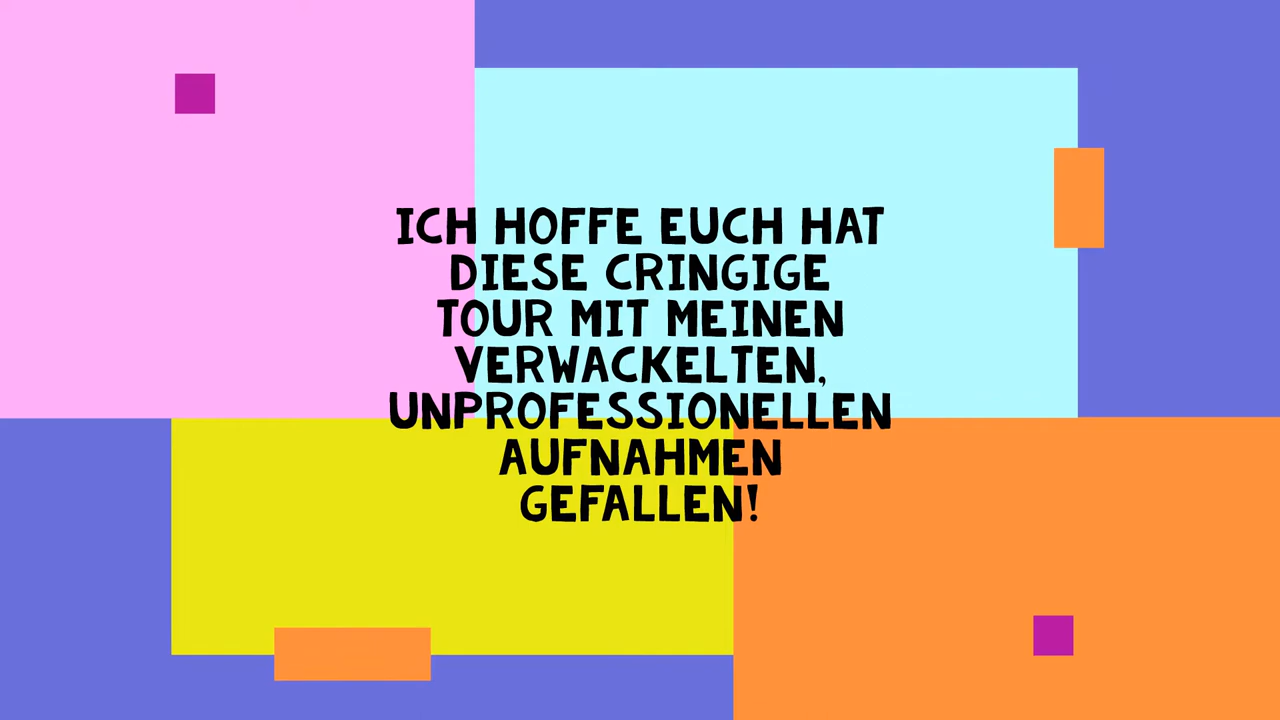 ICH HOFFE EUCH HAT
DIESE CRINGIGE
TOUR MIT MEINEN
VERWACKELTEN,
UNPROFESSIONELLEN
AUFNAHMEN
GEFALLEN!